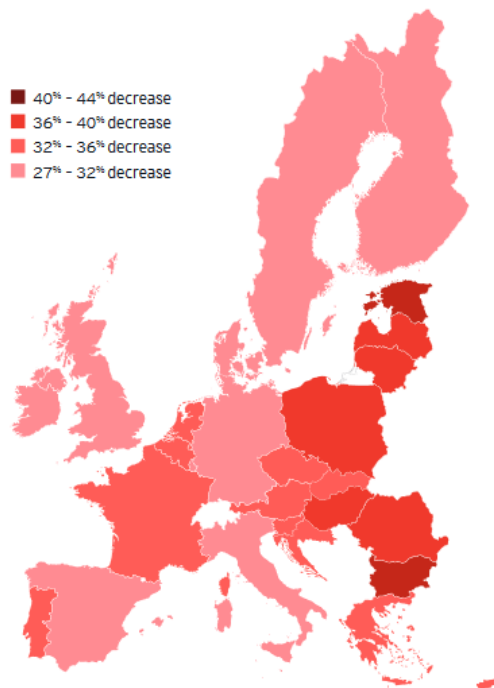 40% - 44% decrease
36% - 40% decrease
32% - 36% decrease
27% - 32% decrease